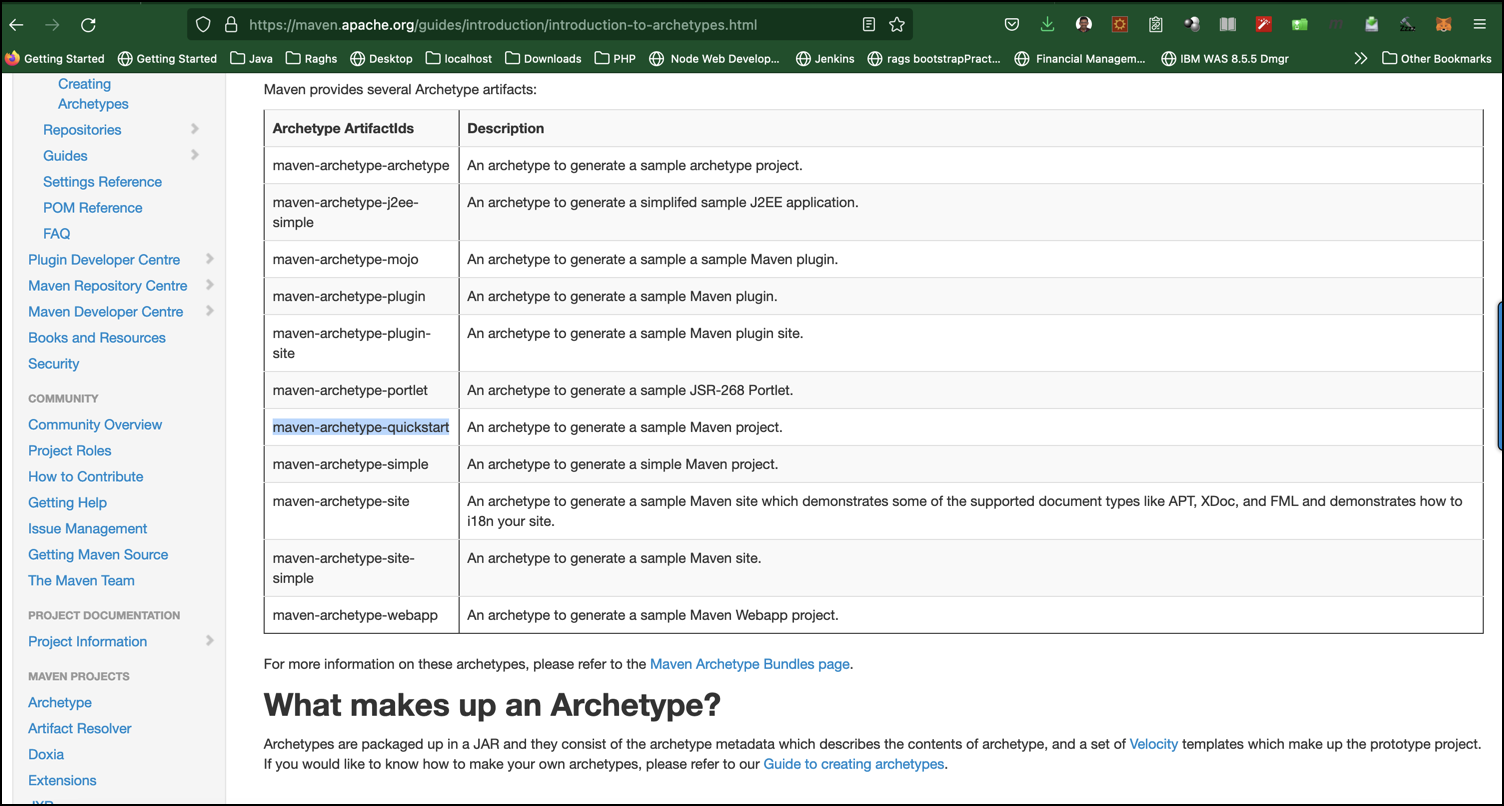 https://maven.apache.org/guides/introduction/introduction-to-archetypes.html
Getting Started
Getting Started
Java
Raghs
Desktop
localhost
Downloads
PHP
Node Web Develop...
Jenkins
rags bootstrapPract...
Financial Managem...
IBM WAS 8.5.5 Dmgr
Other Bookmarks
Creating
Archetypes
Repositories
Guides
Settings Reference
POM Reference
FAQ
Plugin Developer Centre
Maven Repository Centre
Maven Developer Centre
Books and Resources
Security
COMMUNITY
Community Overview
Project Roles
How to Contribute
Getting Help
Issue Management
Getting Maven Source
The Maven Team
PROJECT DOCUMENTATION
Project Information
MAVEN PROJECTS
Archetype
Artifact Resolver
Doxia
Extensions
Maven provides several Archetype artifacts:
Archetype ArtifactIds Description
maven-archetype-archetype An archetype to generate a sample archetype project.
maven-archetype-j2ee- An archetype to generate a simplifed sample J2EE application.
simple
maven-archetype-mojo An archetype to generate a sample a sample Maven plugin.
maven-archetype-plugin An archetype to generate a sample Maven plugin.
maven-archetype-plugin- An archetype to generate a sample Maven plugin site.
site
maven-archetype-portlet An archetype to generate a sample JSR-268 Portlet.
maven-archetype-quickstart An archetype to generate a sample Maven project.
maven-archetype-simple An archetype to generate a simple Maven project.
maven-archetype-site An archetype to generate a sample Maven site which demonstrates some of the supported document types like APT, XDoc, and FML and demonstrates how to
i18n your site.
maven-archetype-site- An archetype to generate a sample Maven site.
simple
maven-archetype-webapp An archetype to generate a sample Maven Webapp project.
For more information on these archetypes, please refer to the Maven Archetype Bundles page.
What makes up an Archetype?
Archetypes are packaged up in a JAR and they consist of the archetype metadata which describes the contents of archetype, and a set of Velocity templates which make up the prototype project.
If you would like to know how to make your own archetypes, please refer to our Guide to creating archetypes.